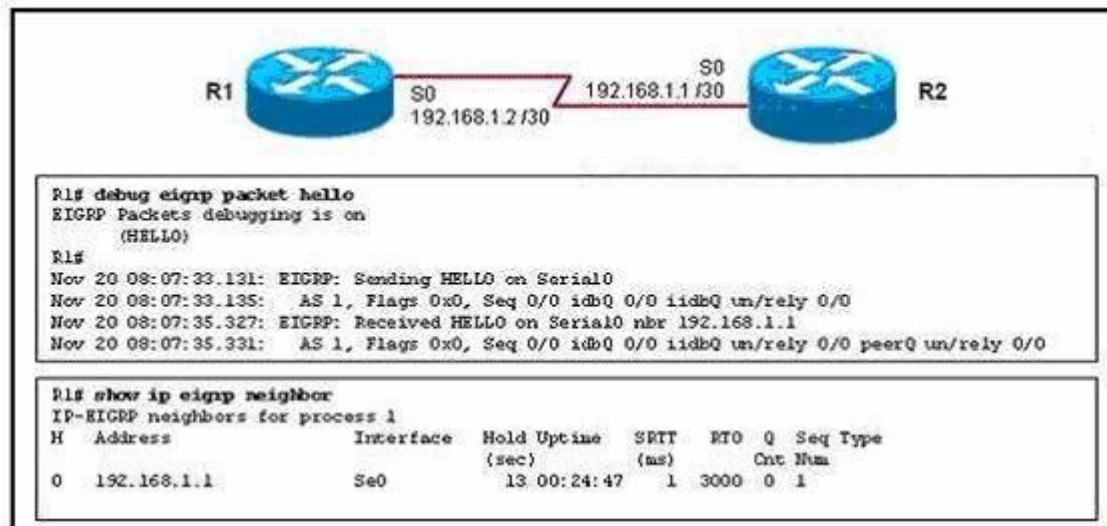 R1
S0
192.168.1.2 /30
S0
192.168.1.1 /30
R2
R1# debug eigrp packet hello
EIGRP Packets debugging is on
(HELLO)
R1#
Nov 20 08:07:33.131: EIGRP: Sending HELLO on Serial0
Nov 20 08:07:33.135: AS 1, Flags 0x0, Seq 0/0 idbQ 0/0 iidbQ un/rely 0/0
Nov 20 08:07:35.327: EIGRP: Received HELLO on Serial0 nbr 192.168.1.1
Nov 20 08:07:35.331: AS 1, Flags 0x0, Seq 0/0 idbQ 0/0 iidbQ un/rely 0/0 peerQ un/rely 0/0
R1# show ip eigrp neighbor
IP-EIGRP neighbors for process 1
H Address Interface Hold Uptime SRTT RTO Q Seq Type
(sec) (ms) Cnt Num
0 192.168.1.1 Se0 13 00:24:47 1 3000 0 1